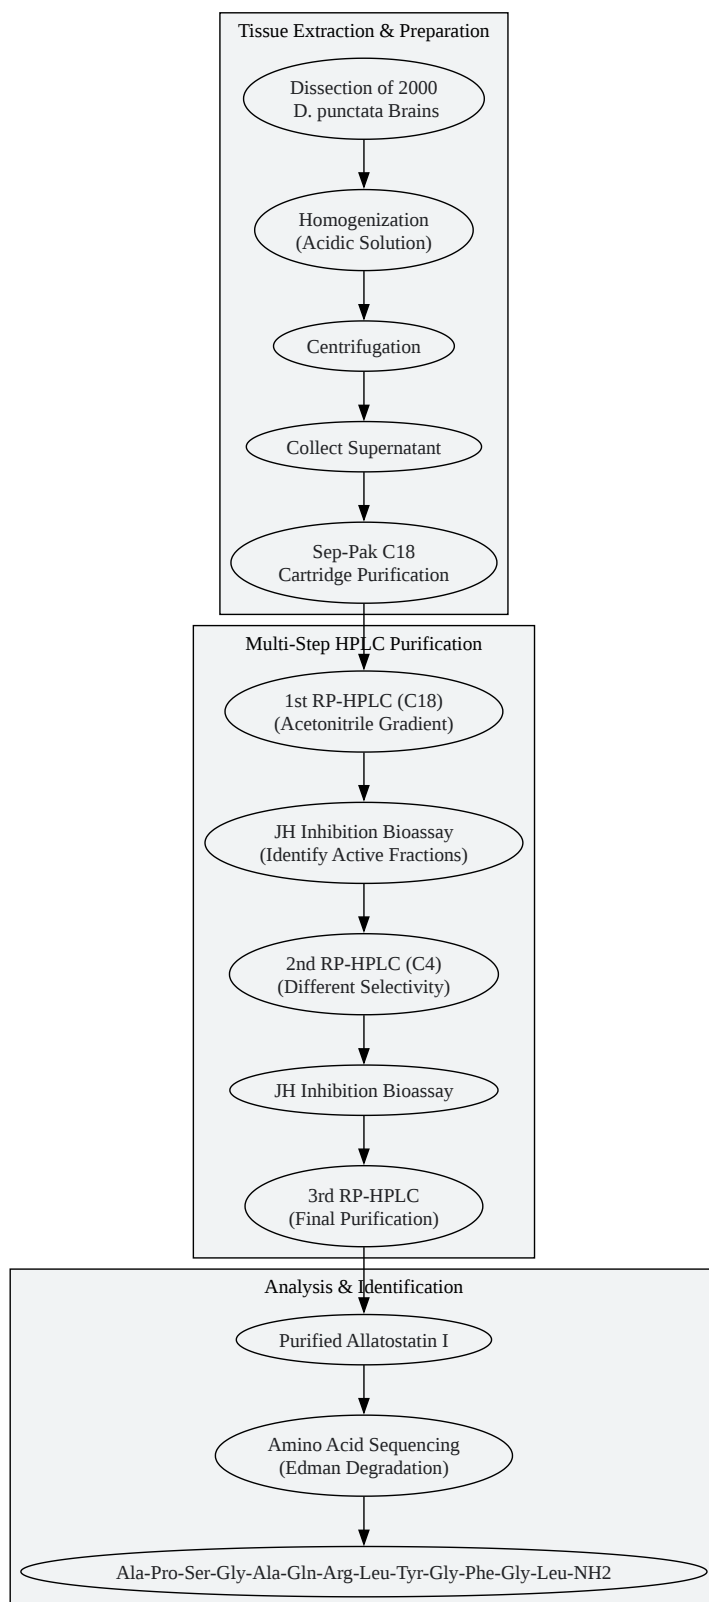 Tissue Extraction & Preparation
Dissection of 2000
D. punctata Brains
Homogenization
(Acidic Solution)
Centrifugation
Collect Supernatant
Sep-Pak C18
Cartridge Purification
Multi-Step HPLC Purification
1st RP-HPLC (C18)
(Acetonitrile Gradient)
JH Inhibition Bioassay
(Identify Active Fractions)
2nd RP-HPLC (C4)
(Different Selectivity)
JH Inhibition Bioassay
3rd RP-HPLC
(Final Purification)
Analysis & Identification
Purified Allatostatin I
Amino Acid Sequencing
(Edman Degradation)
Ala-Pro-Ser-Gly-Ala-Gln-Arg-Leu-Tyr-Gly-Phe-Gly-Leu-NH2